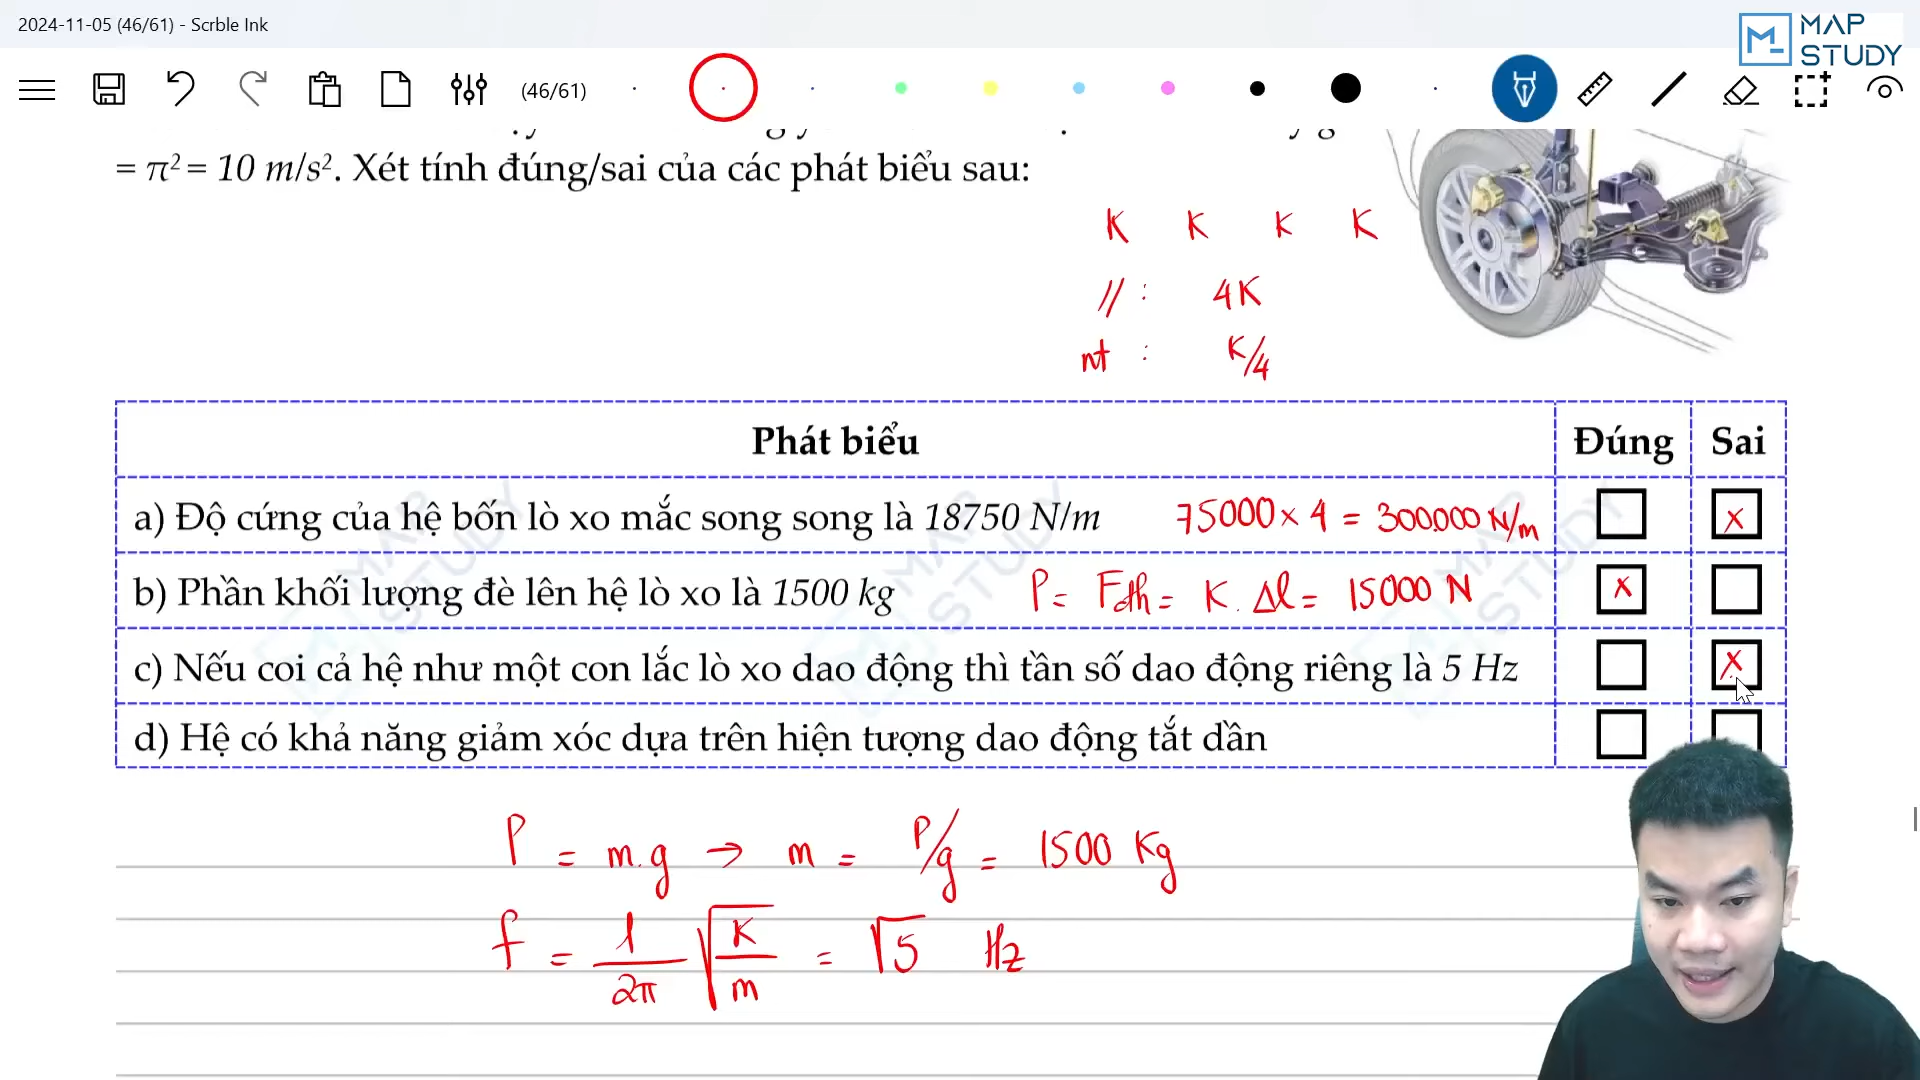 2024-11-05 (46/61) - Scrble Ink
MAP
STUDY
(46/61)
= π² = 10 m/s². Xét tính đúng/sai của các phát biểu sau:
K K K K
// : 4K
nt : K/4
Phát biểu Đúng Sai
a) Độ cứng của hệ bốn lò xo mắc song song là 18750 N/m 75000 × 4 = 300.000 N/m x
b) Phần khối lượng đè lên hệ lò xo là 1500 kg P = Fđh = K . Δl = 15000 N x
c) Nếu coi cả hệ như một con lắc lò xo dao động thì tần số dao động riêng là 5 Hz x
d) Hệ có khả năng giảm xóc dựa trên hiện tượng dao động tắt dần
P = m.g → m = P/g = 1500 Kg
f = 1/2π √K/m = √5 Hz